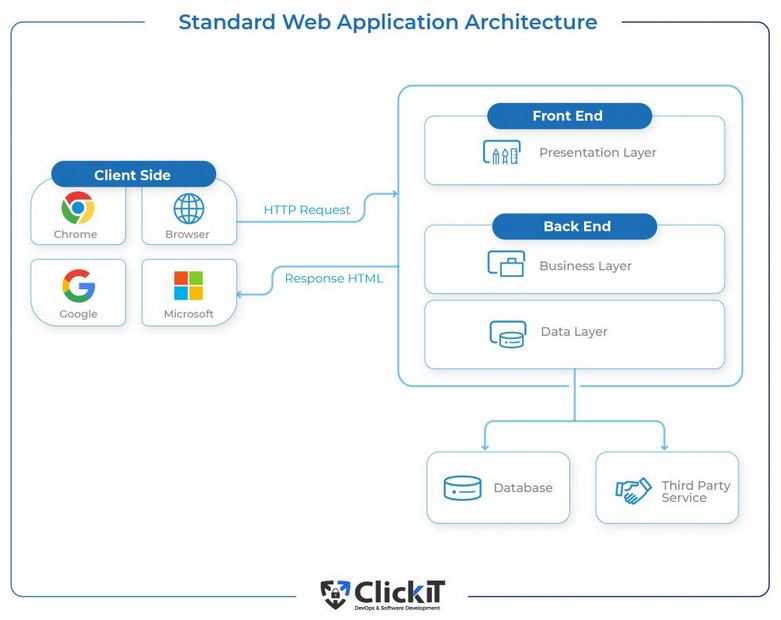 Standard Web Application Architecture
Client Side
Chrome
Browser
Google
Microsoft
HTTP Request
Response HTML
Front End
Presentation Layer
Back End
Business Layer
Data Layer
Database
Third Party
Service
ClickIT
DevOps & Software Development